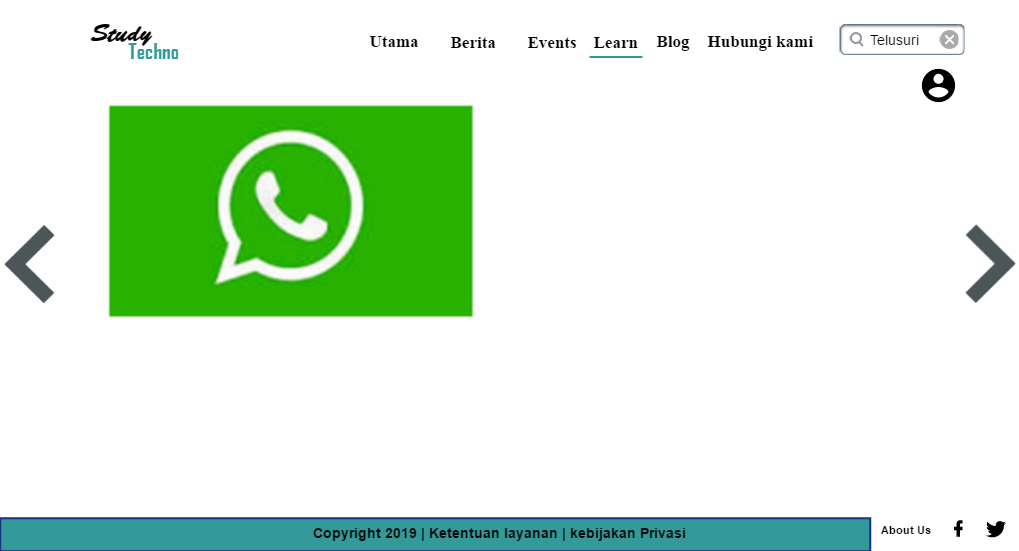 Study
Techno
Utama Berita Events Learn Blog Hubungi kami Telusuri
Copyright 2019 | Ketentuan layanan | kebijakan Privasi About Us